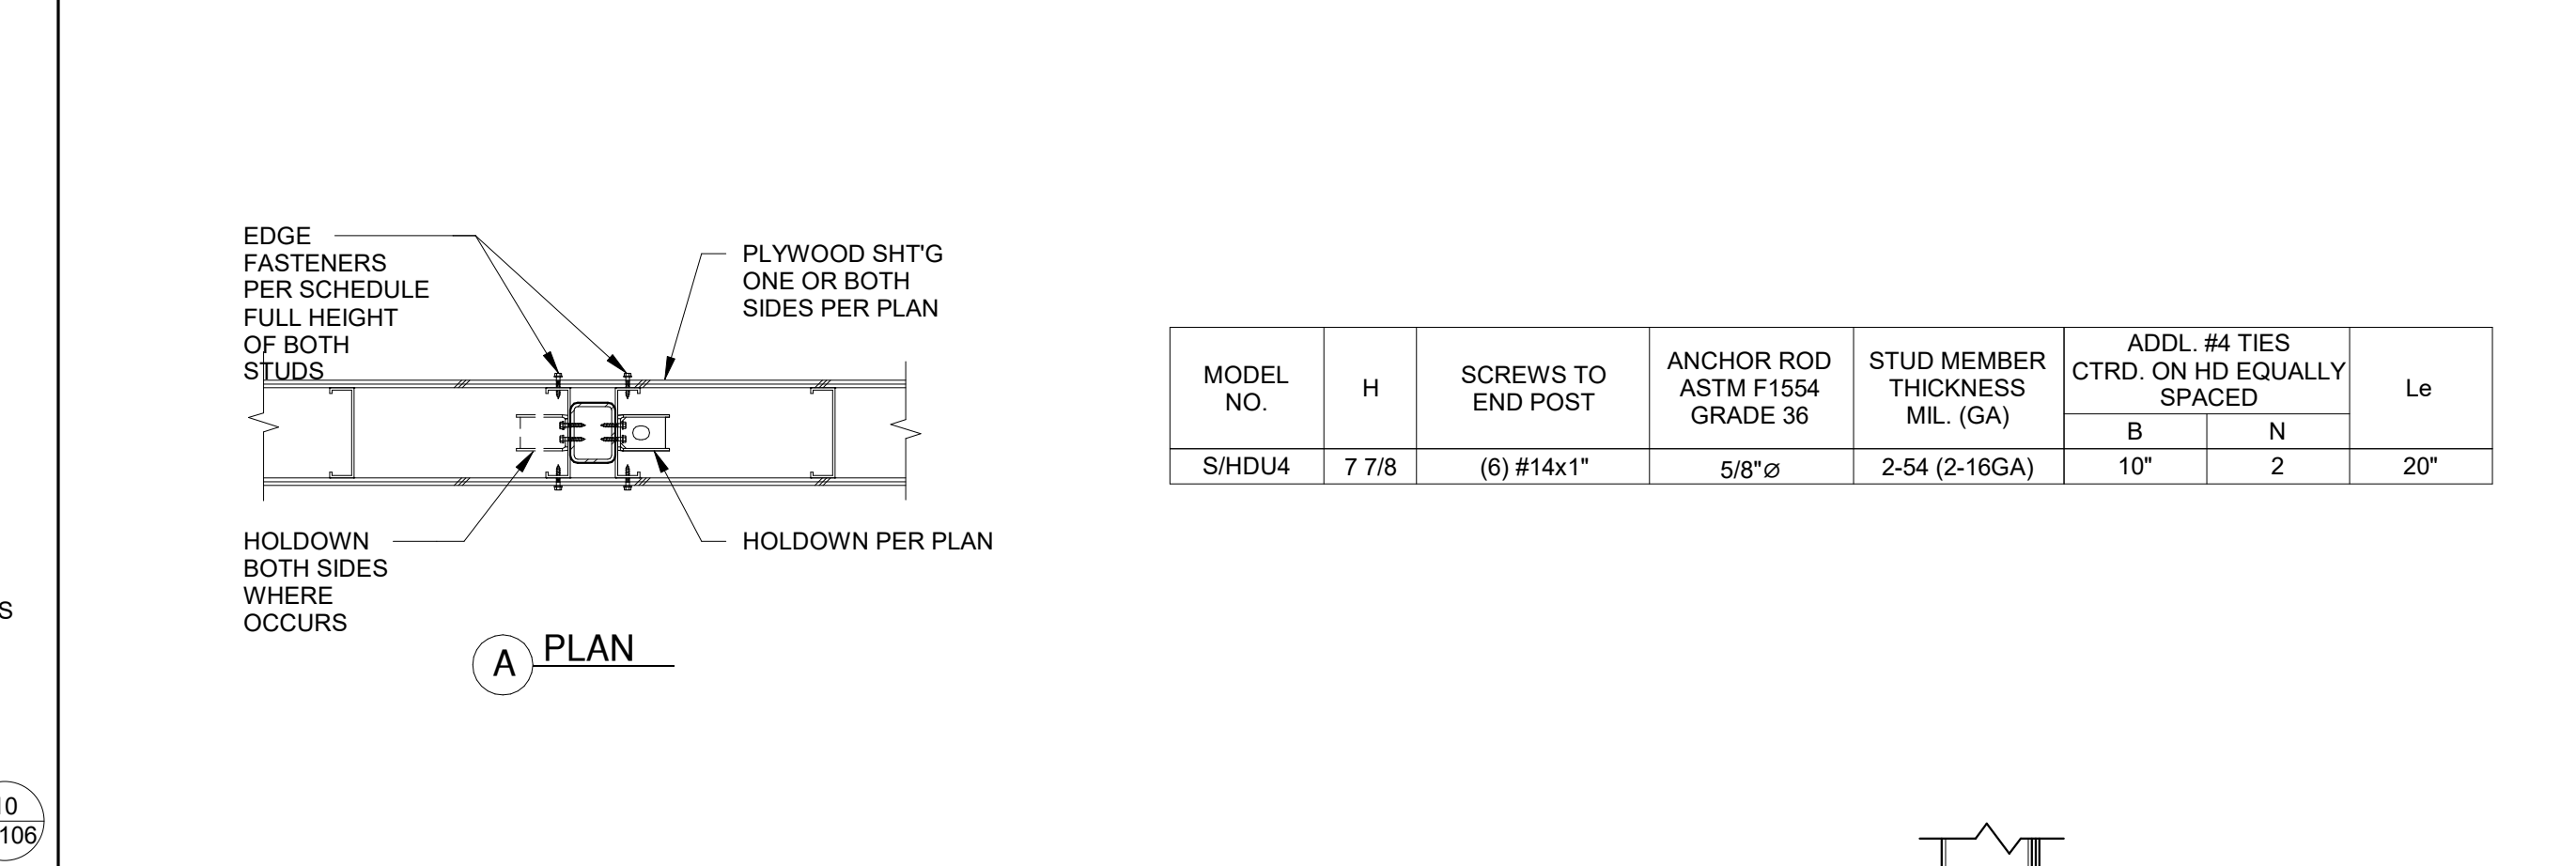 EDGE
FASTENERS
PER SCHEDULE
FULL HEIGHT
OF BOTH
STUDS
PLYWOOD SHT'G
ONE OR BOTH
SIDES PER PLAN
HOLDOWN
BOTH SIDES
WHERE
OCCURS
HOLDOWN PER PLAN
A PLAN
MODEL
NO.
H
SCREWS TO
END POST
ANCHOR ROD
ASTM F1554
GRADE 36
STUD MEMBER
THICKNESS
MIL. (GA)
ADDL. #4 TIES
CTRD. ON HD EQUALLY
SPACED
B N
Le
S/HDU4 7 7/8 (6) #14x1" 5/8"⌀ 2-54 (2-16GA) 10" 2 20"
S
106